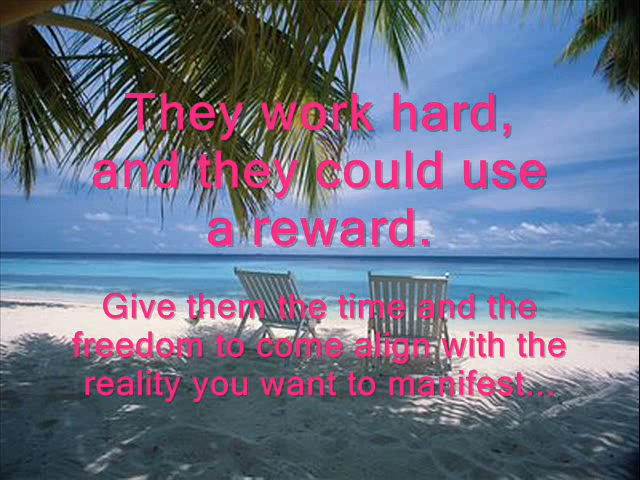 They work hard,
and they could use
a reward.
Give them the time and the
freedom to come align with the
reality you want to manifest...